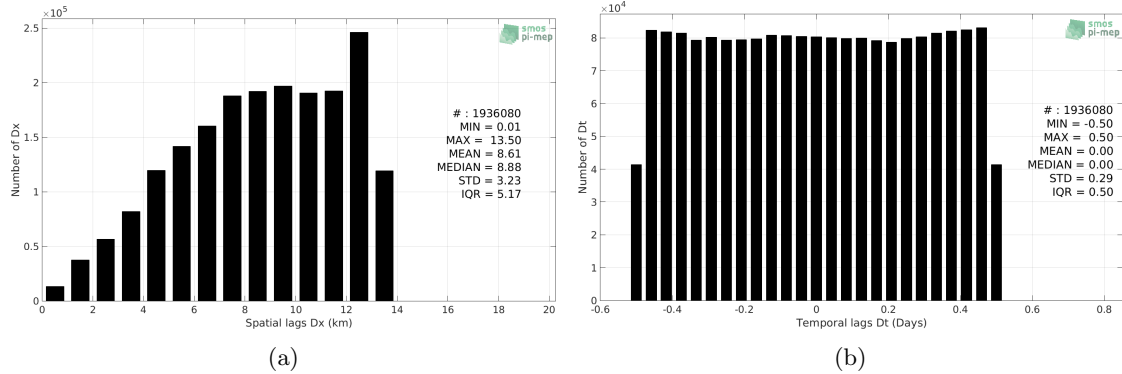 ×10^5
2.5
2
1.5
1
0.5
0
Number of Dx
0 2 4 6 8 10 12 14 16 18 20
Spatial lags Dx (km)
smos
pi-mep
# : 1936080
MIN = 0.01
MAX = 13.50
MEAN = 8.61
MEDIAN = 8.88
STD = 3.23
IQR = 5.17
(a)
×10^4
8
7
6
5
4
3
2
1
0
Number of Dt
-0.6 -0.4 -0.2 0 0.2 0.4 0.6 0.8
Temporal lags Dt (Days)
smos
pi-mep
# : 1936080
MIN = -0.50
MAX = 0.50
MEAN = 0.00
MEDIAN = 0.00
STD = 0.29
IQR = 0.50
(b)